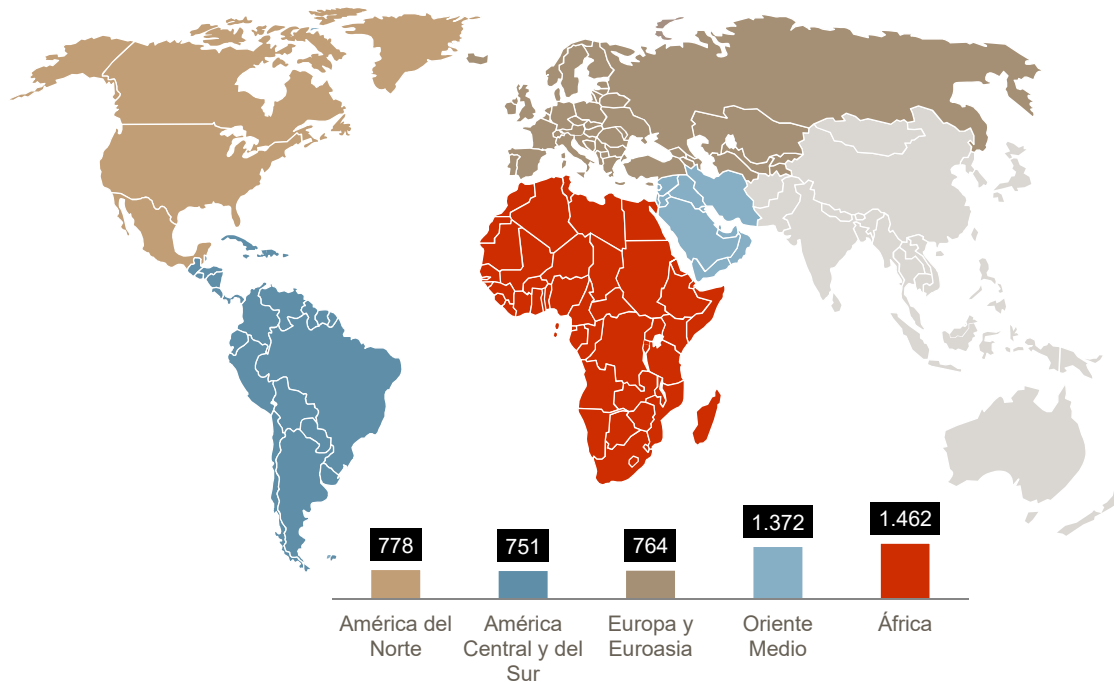 778
751
764
1.372
1.462
América del
Norte
América
Central y del
Sur
Europa y
Euroasia
Oriente
Medio
África